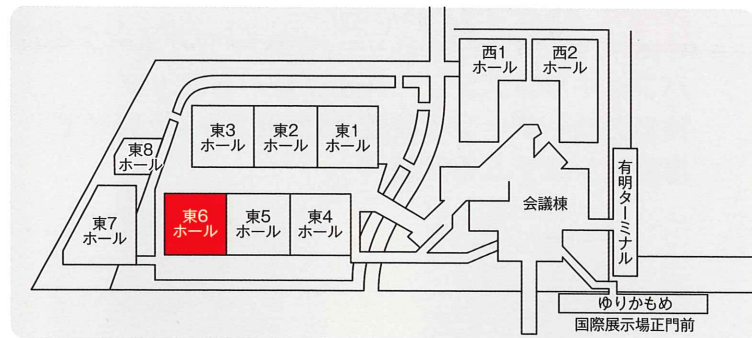 西1
ホール
西2
ホール
東3
ホール
東2
ホール
東1
ホール
東8
ホール
東7
ホール
東6
ホール
東5
ホール
東4
ホール
会議棟
有明ターミナル
ゆりかもめ
国際展示場正門前